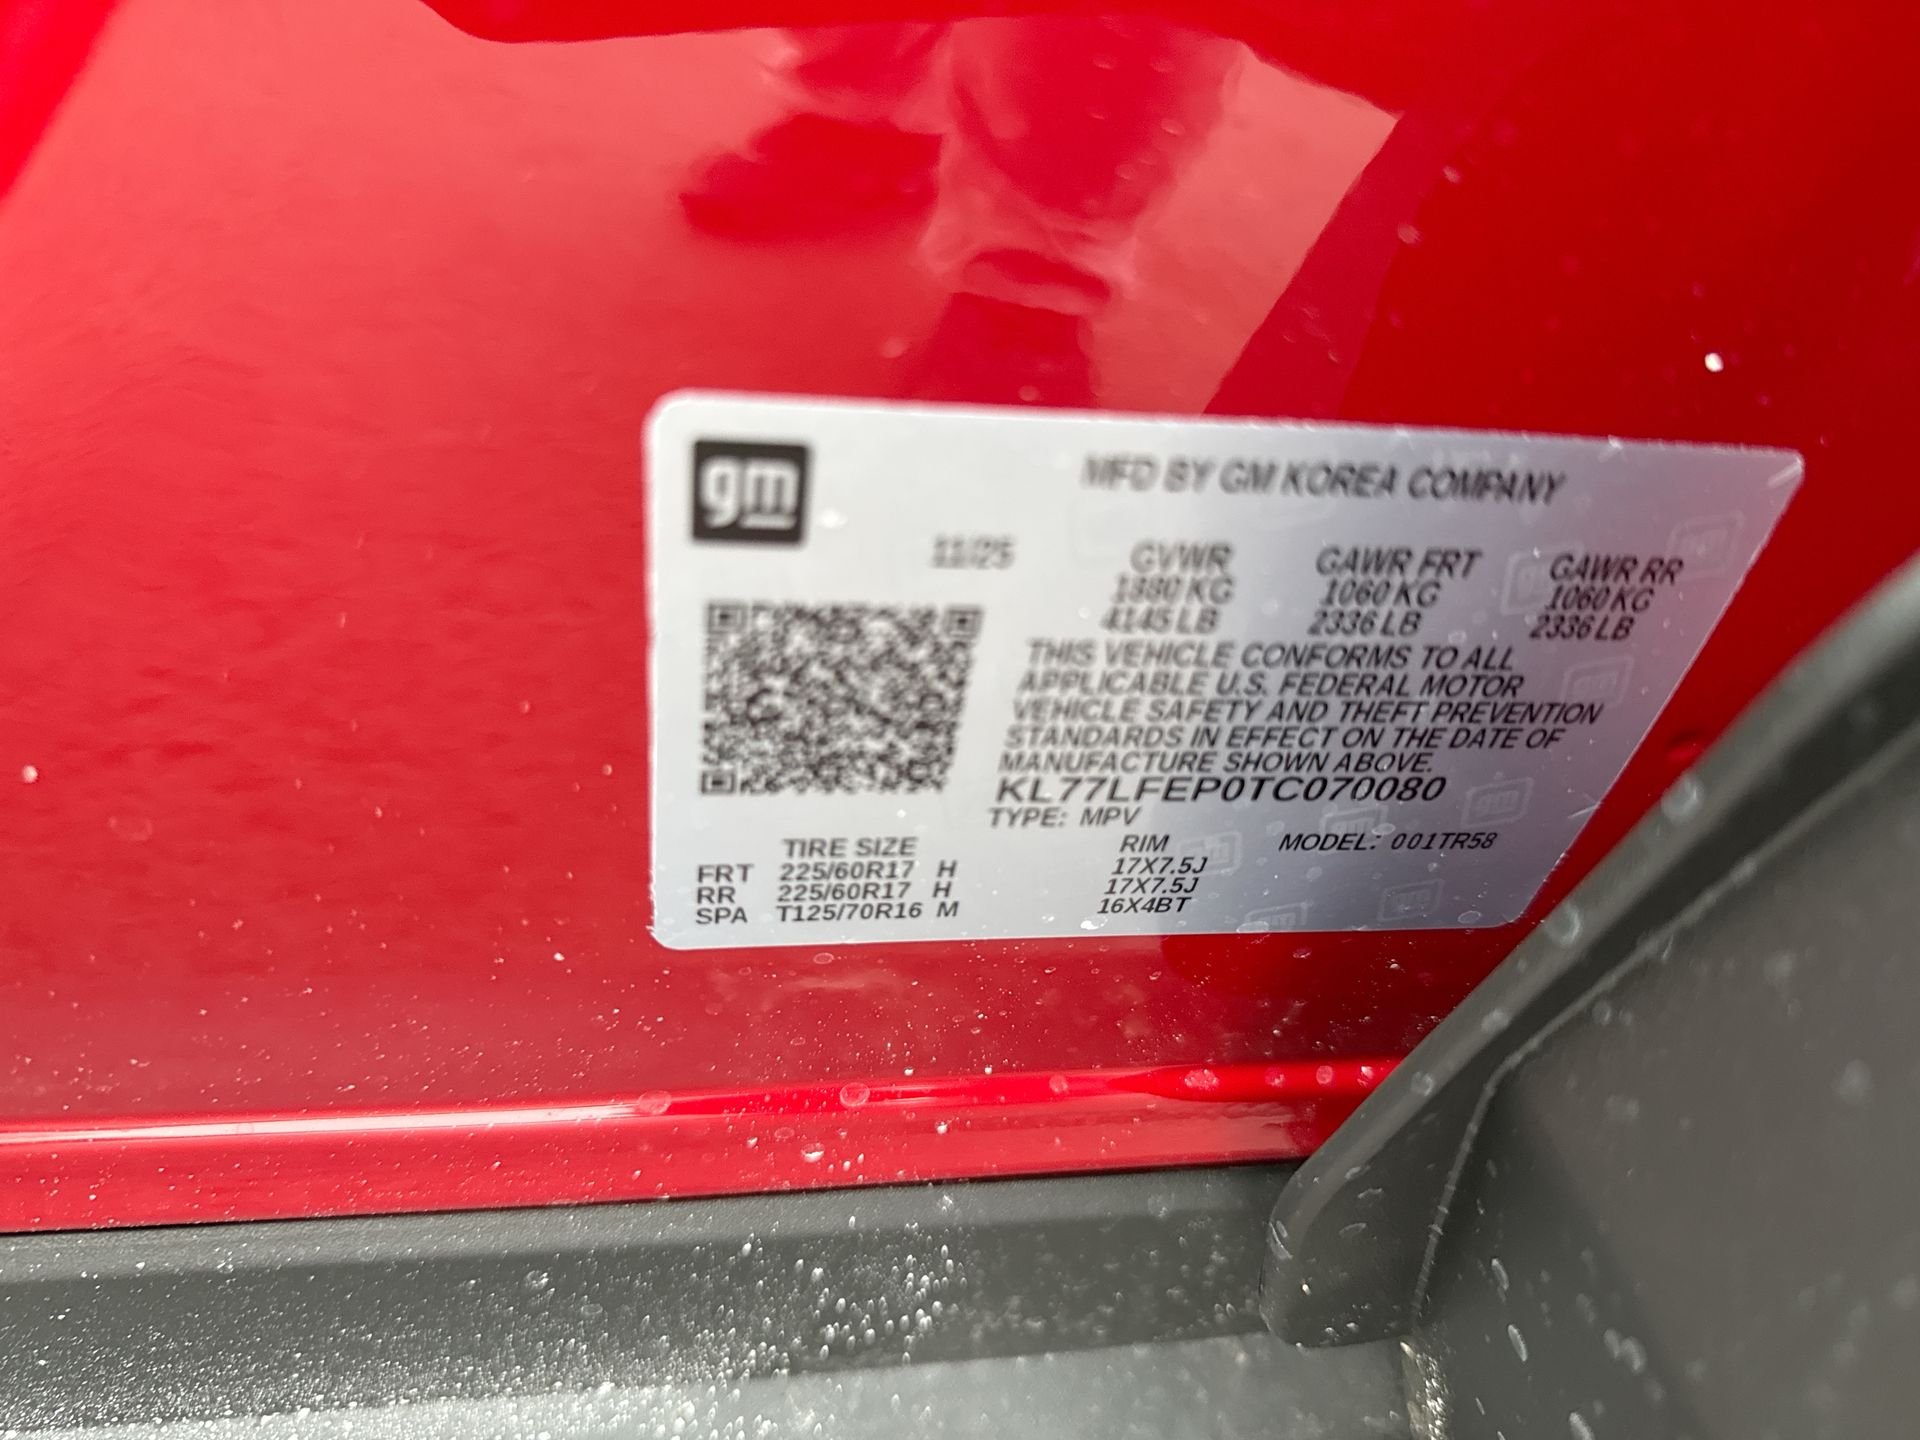 gm
MFD BY GM KOREA COMPANY
11/25
GVWR GAWR FRT GAWR RR
1880 KG 1060 KG 1060 KG
4145 LB 2336 LB 2336 LB
THIS VEHICLE CONFORMS TO ALL
APPLICABLE U.S. FEDERAL MOTOR
VEHICLE SAFETY AND THEFT PREVENTION
STANDARDS IN EFFECT ON THE DATE OF
MANUFACTURE SHOWN ABOVE.
KL77LFEP0TC070080
TYPE: MPV
TIRE SIZE RIM MODEL: 001TR58
FRT 225/60R17 H 17X7.5J
RR 225/60R17 H 17X7.5J
SPA T125/70R16 M 16X4BT